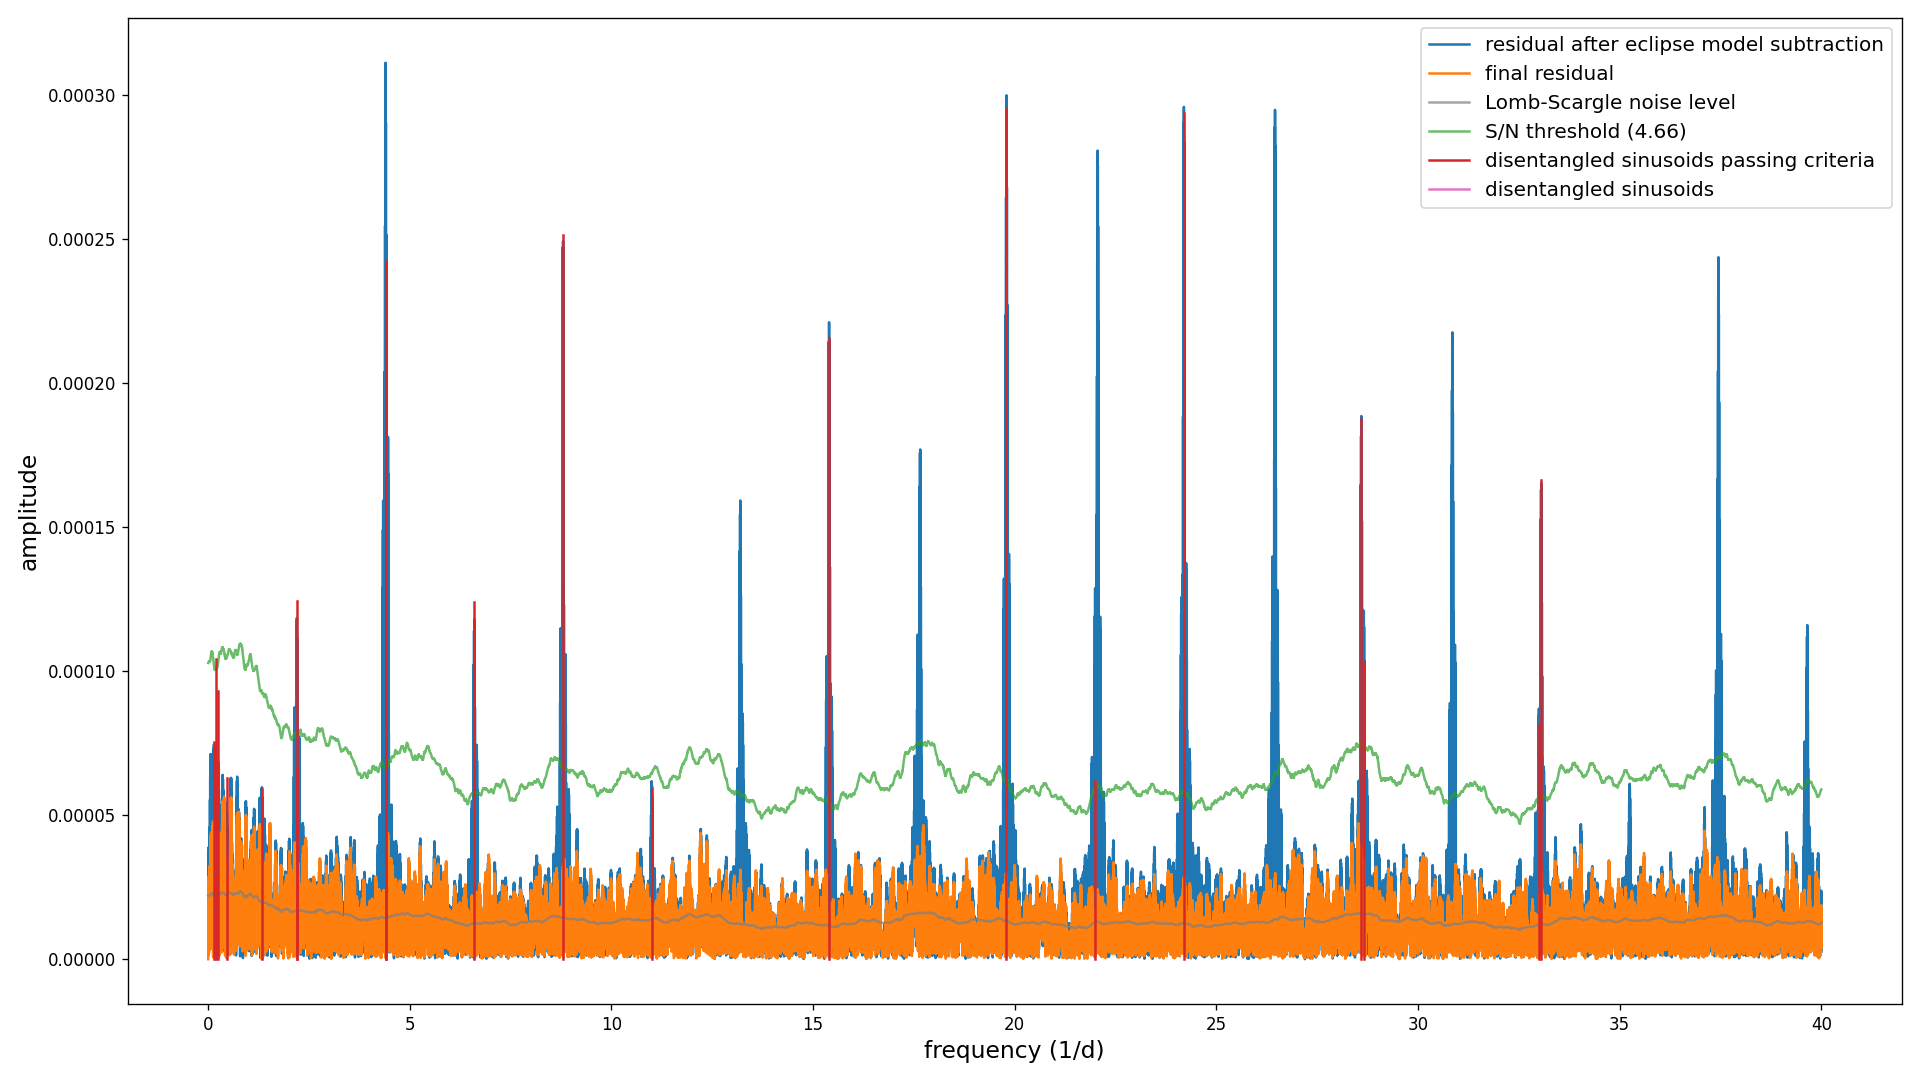 residual after eclipse model subtraction
final residual
Lomb-Scargle noise level
S/N threshold (4.66)
disentangled sinusoids passing criteria
disentangled sinusoids
amplitude
0.00030
0.00025
0.00020
0.00015
0.00010
0.00005
0.00000
0 5 10 15 20 25 30 35 40
frequency (1/d)